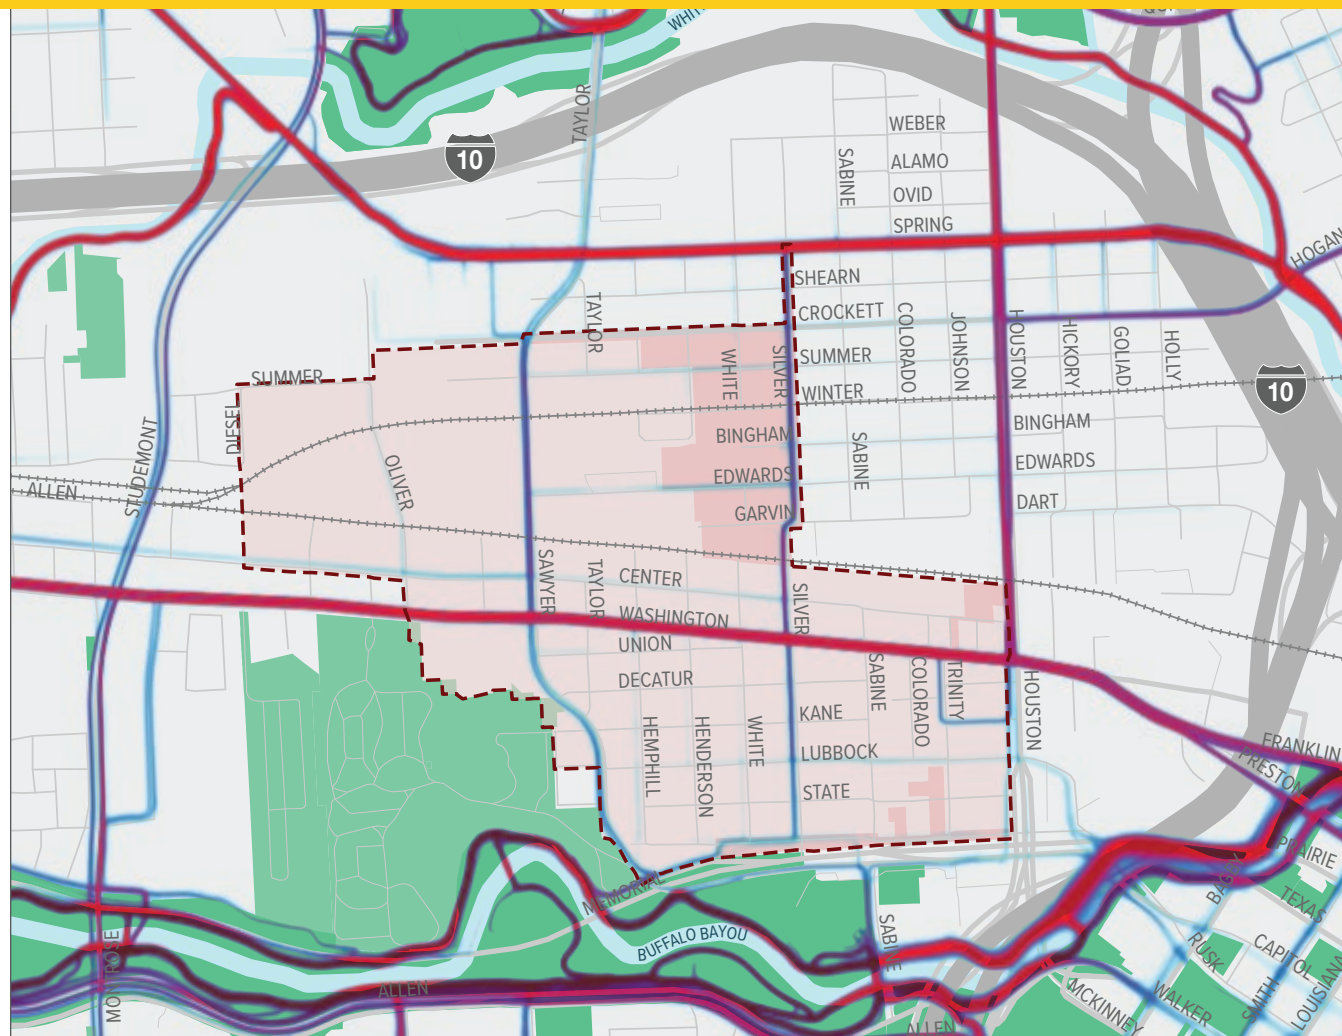 WHIT
TAYLOR
10
WEBER
SABINE
ALAMO
OVID
SPRING
HOGAN
SHEARN
TAYLOR
CROCKETT
COLORADO
JOHNSON
HOUSTON
HICKORY
GOLIAD
HOLLY
SUMMER
WHITE
SILVER
SUMMER
WINTER
10
DIESEL
STUDEMONT
BINGHAM
SABINE
BINGHAM
OLIVER
EDWARDS
EDWARDS
ALLEN
GARVIN
DART
SAWYER
TAYLOR
CENTER
SILVER
WASHINGTON
UNION
DECATUR
SABINE
COLORADO
TRINITY
HOUSTON
HEMPHILL
HENDERSON
WHITE
KANE
LUBBOCK
STATE
FRANKLIN
PRESTON
PRAIRIE
MEMORIAL
BAGBY
TEXAS
BUFFALO BAYOU
SABINE
RUSK
CAPITOL
MONTROSE
ALLEN
MCKINNEY
WALKER
SMITH
LOUISIANA
ALLEN